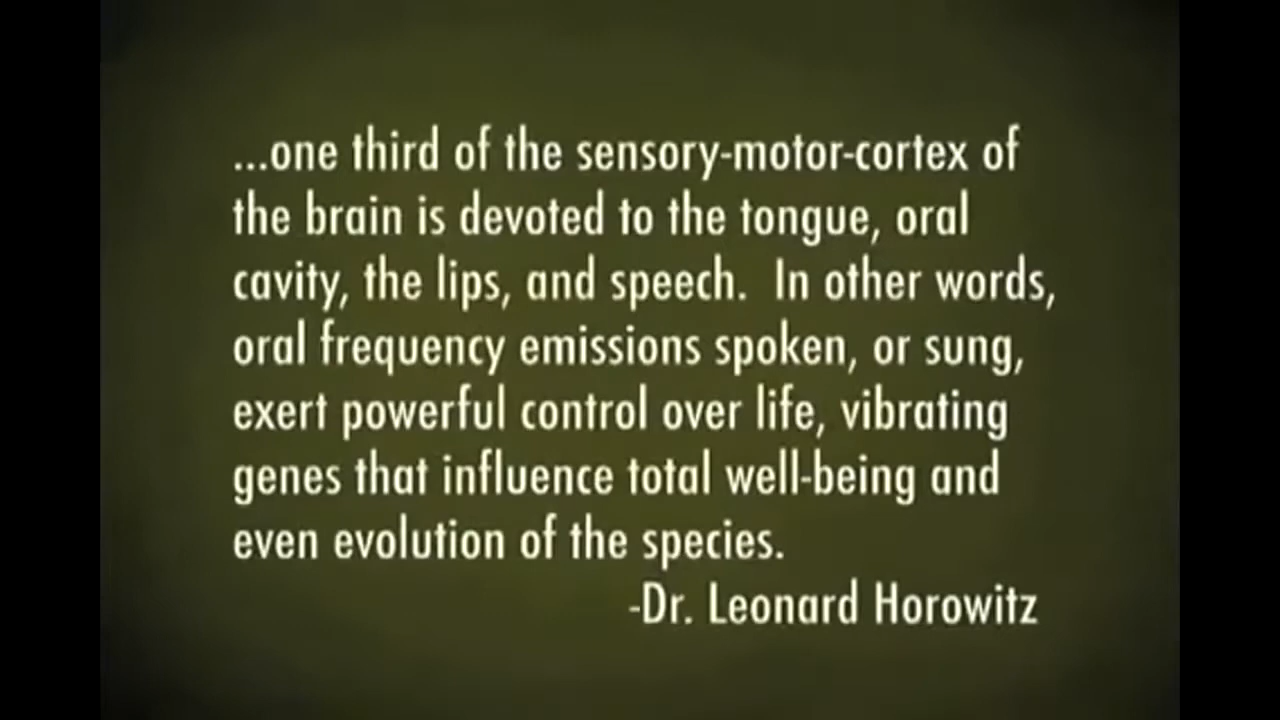 ...one third of the sensory-motor-cortex of
the brain is devoted to the tongue, oral
cavity, the lips, and speech.  In other words,
oral frequency emissions spoken, or sung,
exert powerful control over life, vibrating
genes that influence total well-being and
even evolution of the species.
-Dr. Leonard Horowitz